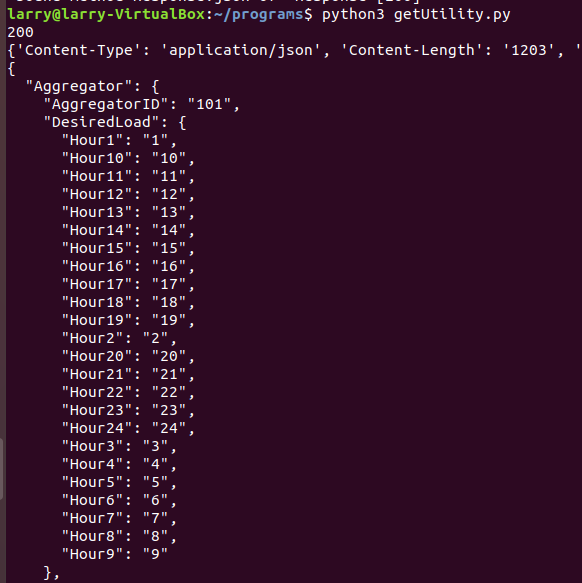 larry@larry-VirtualBox:~/programs$ python3 getUtility.py
200
{'Content-Type': 'application/json', 'Content-Length': '1203', '
{
  "Aggregator": {
    "AggregatorID": "101",
    "DesiredLoad": {
      "Hour1": "1",
      "Hour10": "10",
      "Hour11": "11",
      "Hour12": "12",
      "Hour13": "13",
      "Hour14": "14",
      "Hour15": "15",
      "Hour16": "16",
      "Hour17": "17",
      "Hour18": "18",
      "Hour19": "19",
      "Hour2": "2",
      "Hour20": "20",
      "Hour21": "21",
      "Hour22": "22",
      "Hour23": "23",
      "Hour24": "24",
      "Hour3": "3",
      "Hour4": "4",
      "Hour5": "5",
      "Hour6": "6",
      "Hour7": "7",
      "Hour8": "8",
      "Hour9": "9"
    },